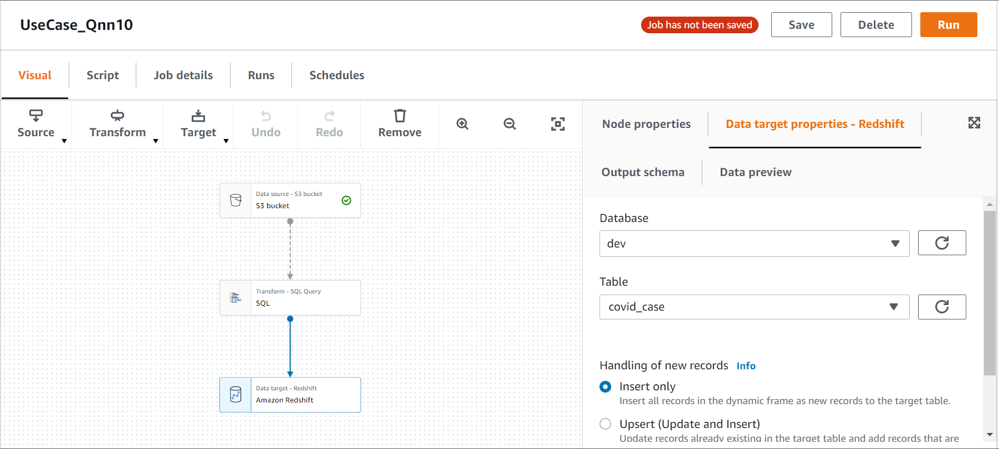 UseCase_Qnn10
Job has not been saved
Save
Delete
Run
Visual
Script
Job details
Runs
Schedules
Source
Transform
Target
Undo
Redo
Remove
Node properties
Data target properties - Redshift
Output schema
Data preview
Data source - S3 bucket
S3 bucket
Transform - SQL Query
SQL
SQL
Data target - Redshift
Amazon Redshift
Database
dev
Table
covid_case
Handling of new records Info
Insert only
Insert all records in the dynamic frame as new records to the target table.
Upsert (Update and Insert)
Update records already existing in the target table and add records that are